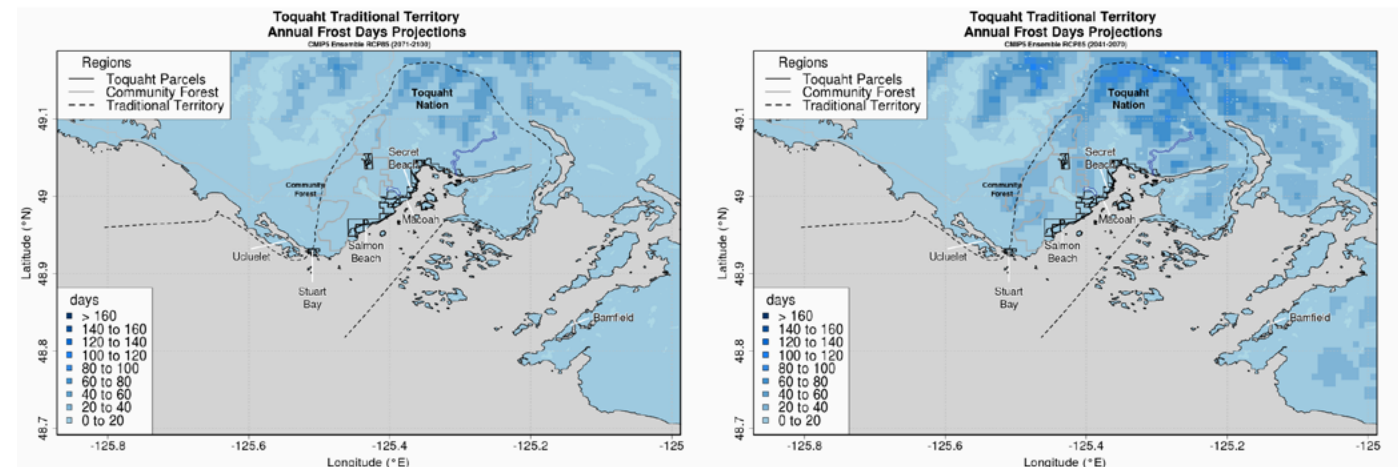 Toquaht Traditional Territory
Annual Frost Days Projections
CMIP5 Ensemble RCP85 (2071-2100)
Regions
Toquaht Parcels
Community Forest
Traditional Territory
Toquaht
Nation
Secret
Beach
Community
Forest
Macoah
Ucluelet
Salmon
Beach
Stuart
Bay
Bamfield
days
> 160
140 to 160
120 to 140
100 to 120
80 to 100
60 to 80
40 to 60
20 to 40
0 to 20
Latitude (°N)
49.1
49
48.9
48.8
48.7
-125.8
-125.6
-125.4
-125.2
-125
Longitude (°E)
Toquaht Traditional Territory
Annual Frost Days Projections
CMIP5 Ensemble RCP85 (2041-2070)
Regions
Toquaht Parcels
Community Forest
Traditional Territory
Toquaht
Nation
Secret
Beach
Community
Forest
Macoah
Ucluelet
Salmon
Beach
Stuart
Bay
Bamfield
days
> 160
140 to 160
120 to 140
100 to 120
80 to 100
60 to 80
40 to 60
20 to 40
0 to 20
Latitude (°N)
49.1
49
48.9
48.8
48.7
-125.8
-125.6
-125.4
-125.2
-125
Longitude (°E)